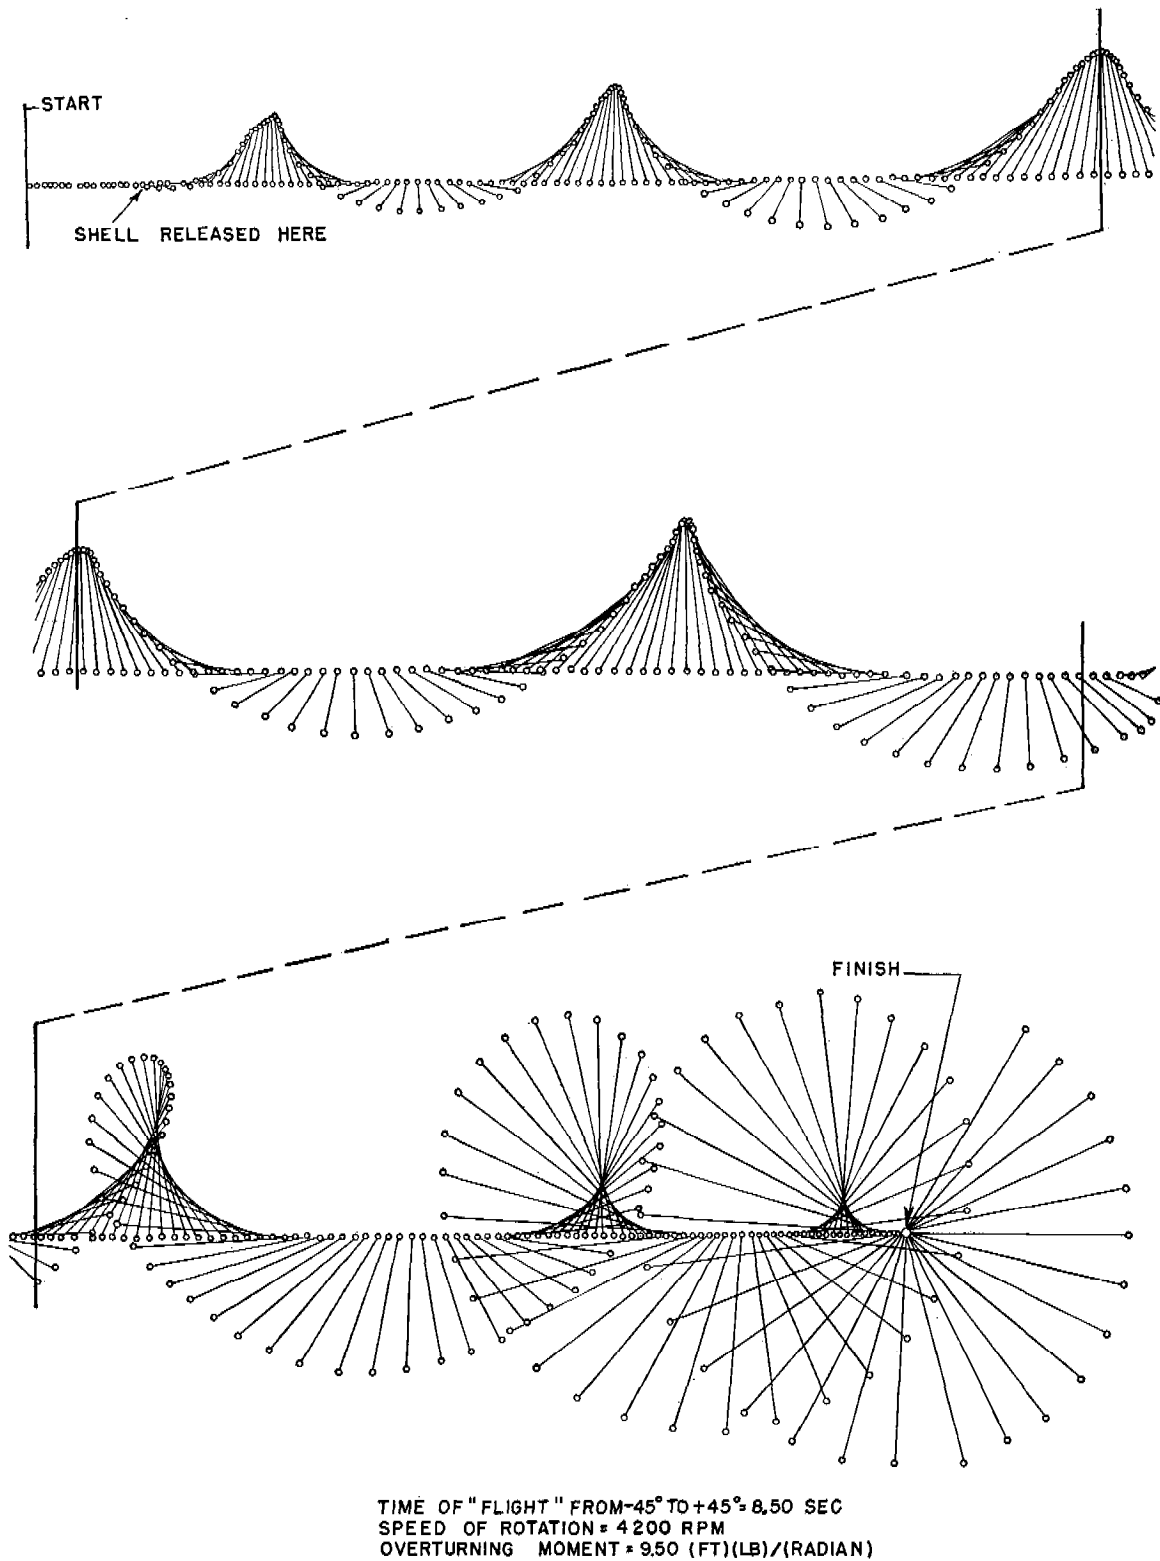 START
SHELL RELEASED HERE
FINISH
TIME OF "FLIGHT" FROM-45° TO +45°= 8.50 SEC
SPEED OF ROTATION = 4200 RPM
OVERTURNING MOMENT = 9.50 (FT)(LB)/(RADIAN)